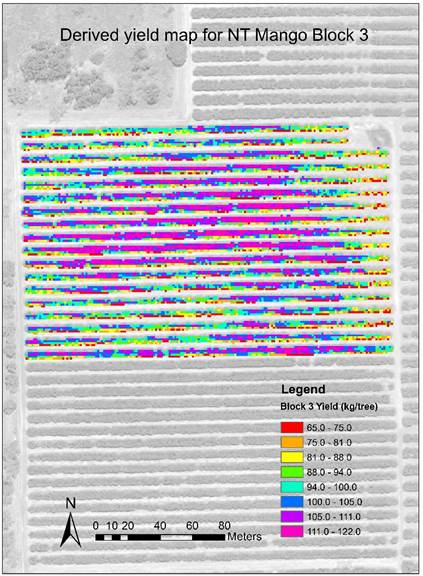 Derived yield map for NT Mango Block 3
Legend
Block 3 Yield (kg/tree)
65.0 - 75.0
75.0 - 81.0
81.0 - 88.0
88.0 - 94.0
94.0 - 100.0
100.0 - 105.0
105.0 - 111.0
111.0 - 122.0
N
0 10 20 40 60 80
Meters